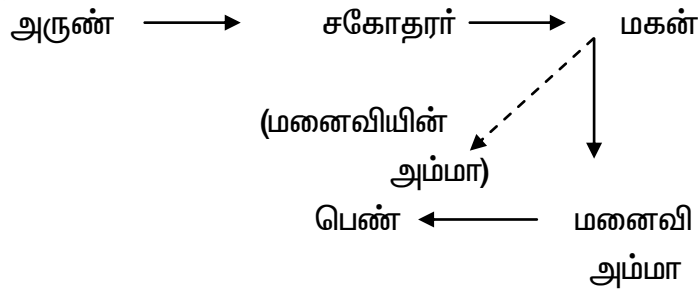 அருண் சகோதரர் மகன்
(மனைவியின்
அம்மா)
பெண் மனைவி
அம்மா